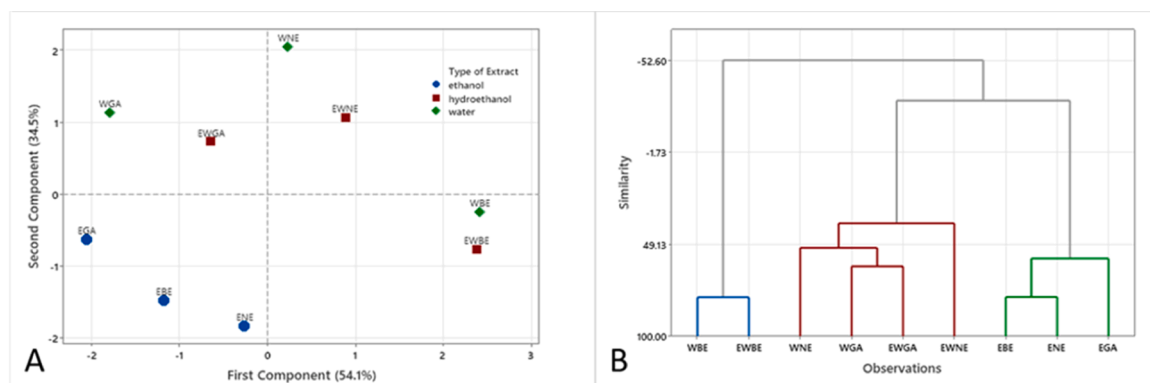 A
Second Component (34.5%)
2
1
0
-1
-2
WNE
WGA
EWNE
EWGA
WBE
EWBE
EGA
EBE
ENE
Type of Extract
ethanol
hydroethanol
water
-2 -1 0 1 2 3
First Component (54.1%)
B
Similarity
-52.60
-1.73
49.13
100.00
WBE EWBE WNE WGA EWGA EWNE EBE ENE EGA
Observations